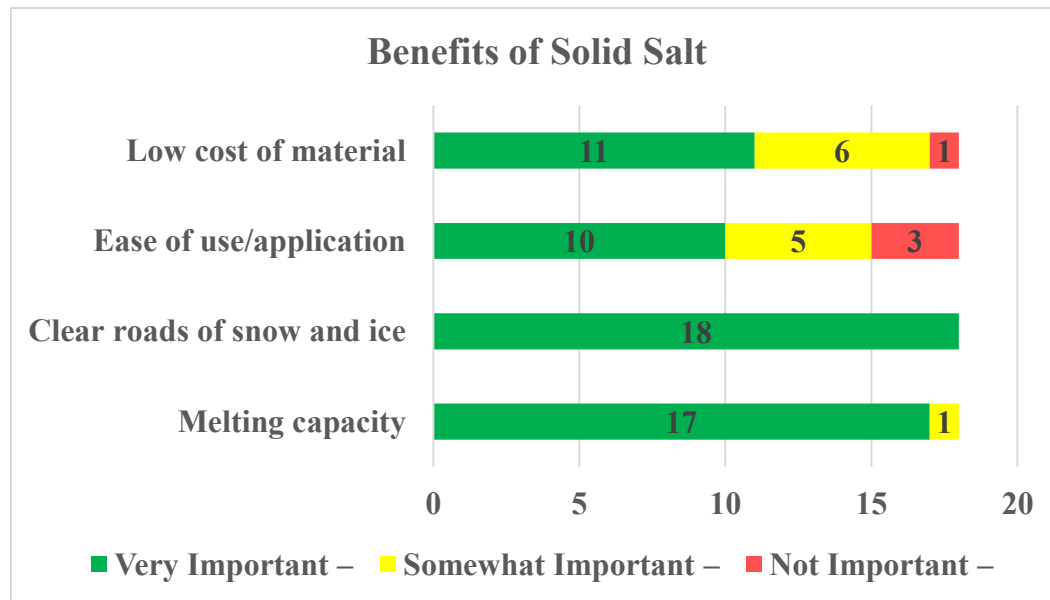 Benefits of Solid Salt
Low cost of material
11 6 1
Ease of use/application
10 5 3
Clear roads of snow and ice
18
Melting capacity
17 1
0 5 10 15 20
Very Important – Somewhat Important – Not Important –